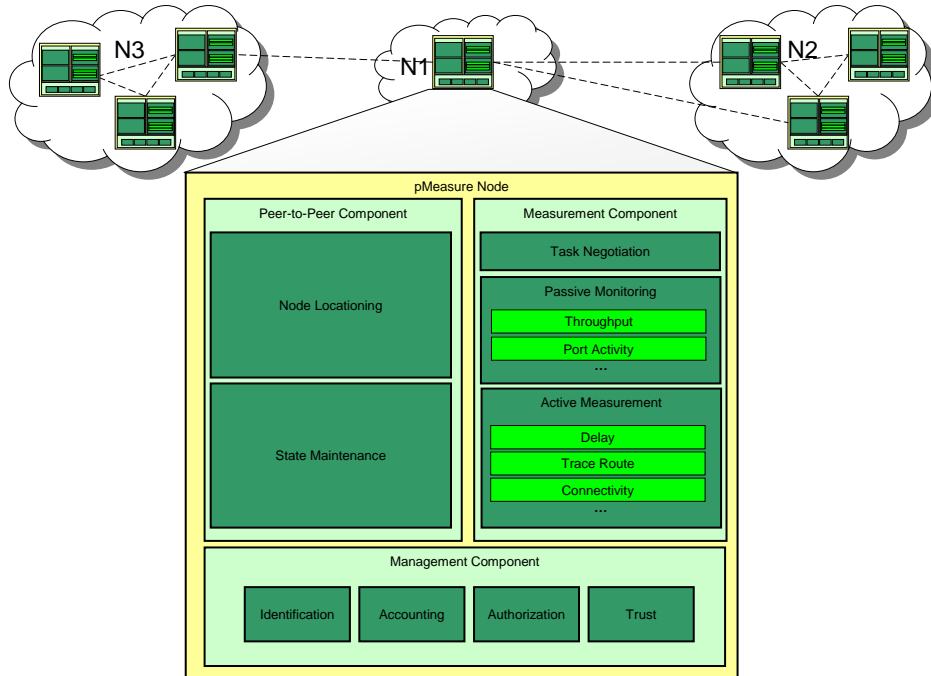 N3
N1
N2
pMeasure Node
Peer-to-Peer Component
Node Locationing
State Maintenance
Measurement Component
Task Negotiation
Passive Monitoring
Throughput
Port Activity
...
Active Measurement
Delay
Trace Route
Connectivity
...
Management Component
Identification
Accounting
Authorization
Trust